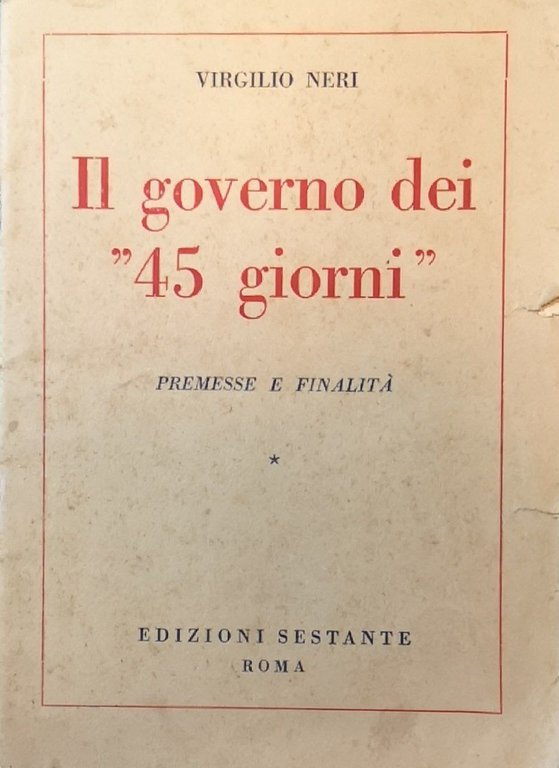 VIRGILIO NERI
Il governo dei
”45 giorni”
PREMESSE E FINALITÀ
*
EDIZIONI SESTANTE
ROMA